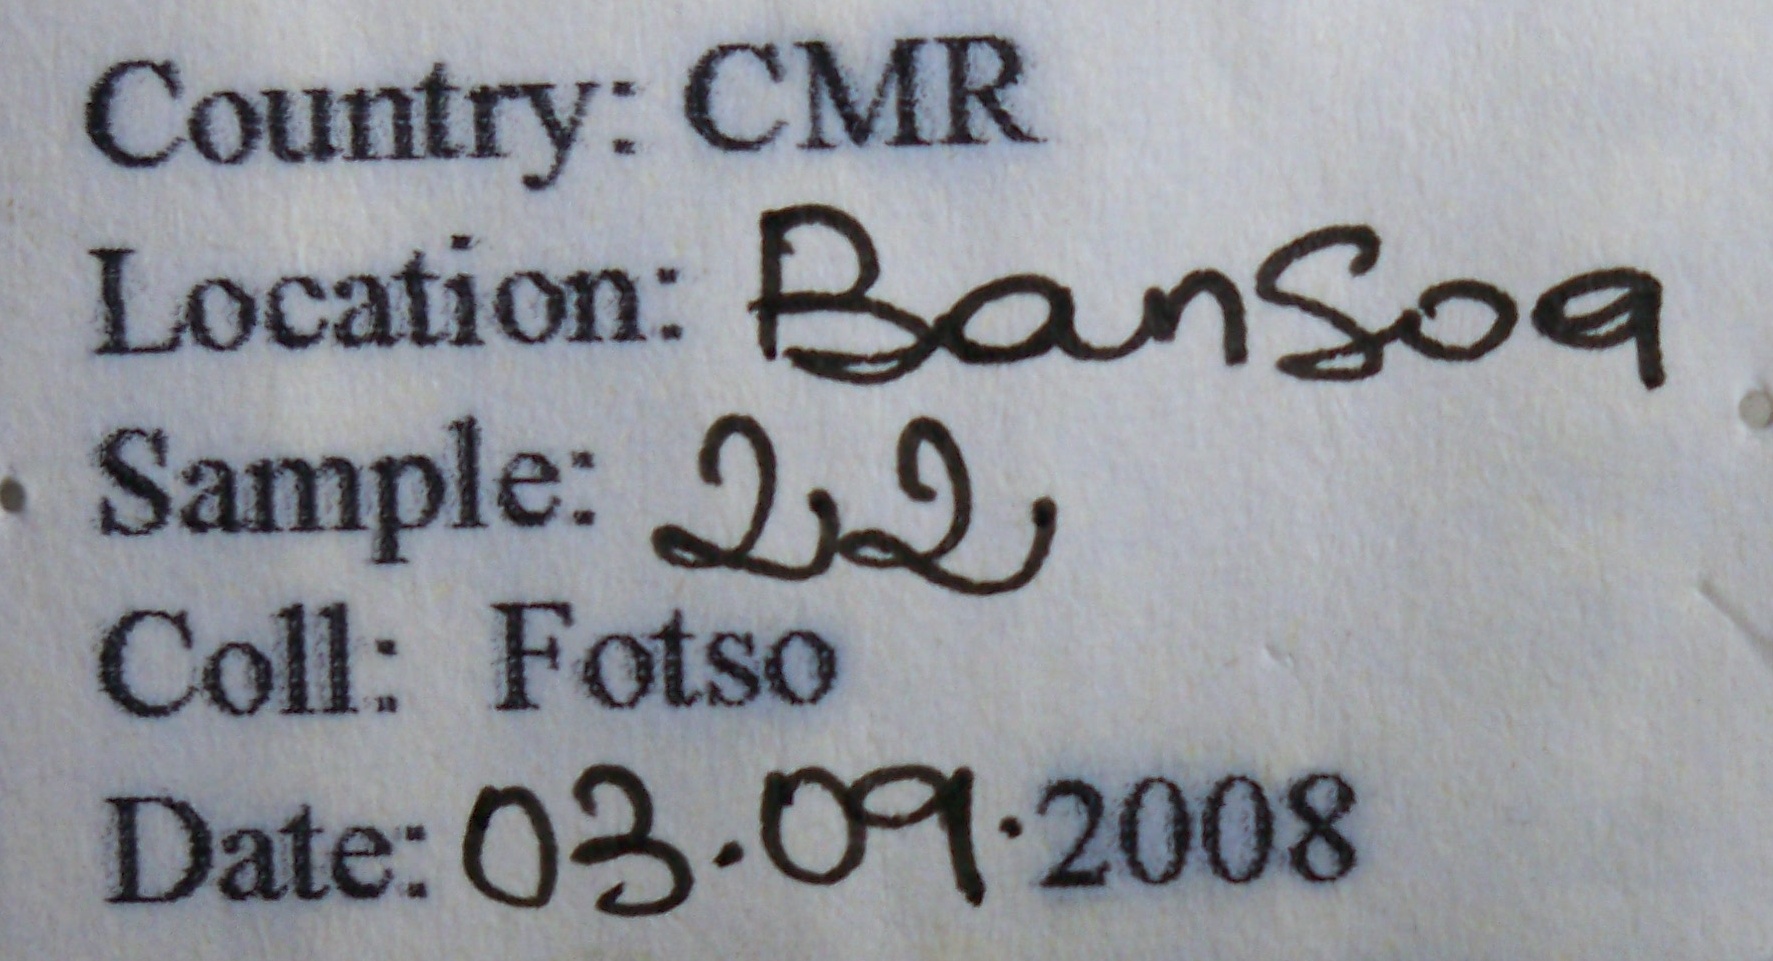 Country: CMR
Location: Bansoa
Sample: 22
Coll: Fotso
Date: 03.09.2008